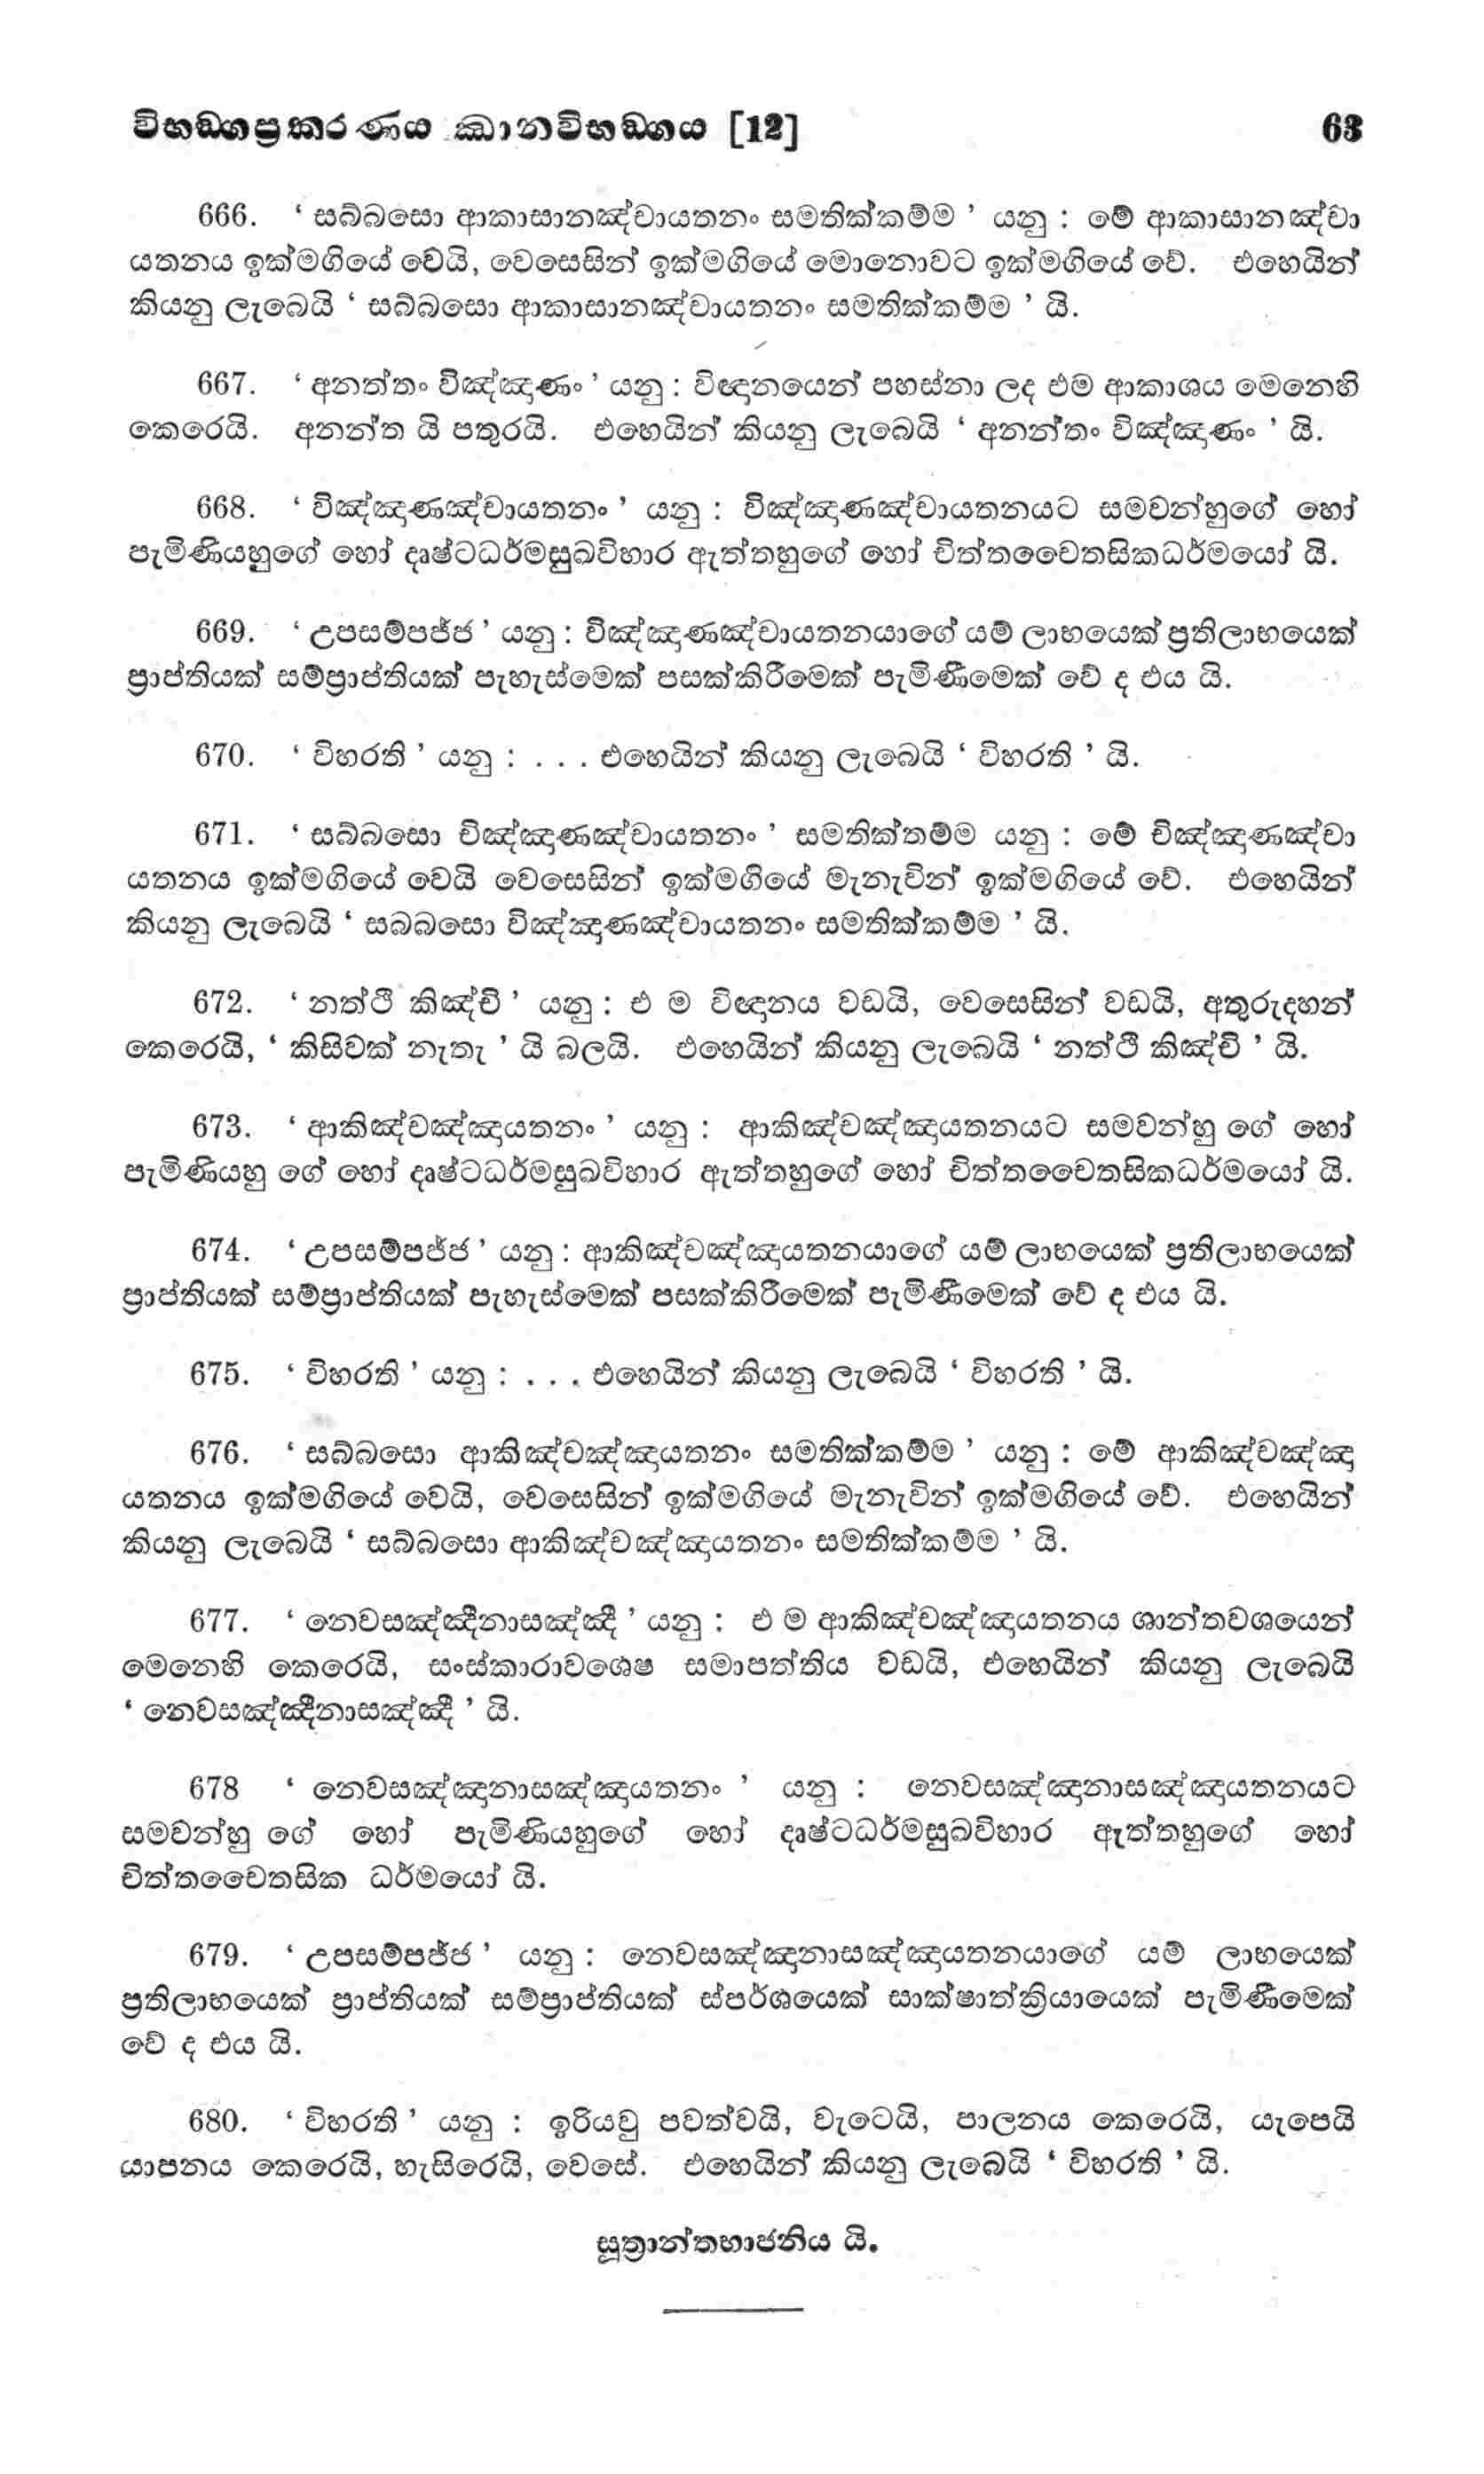 විභඞ්ගප්‍රකරණය ඣානවිභඞ්ගය [12] 63
666. ‘ සබ්බසො ආකාසානඤ්චායතනං සමතික්කම්ම ’ යනු : මේ ආකාසානඤ්චා
යතනය ඉක්මගියේ වෙයි, වෙසෙසින් ඉක්මගියේ මොනොවට ඉක්මගියේ වේ. එහෙයින්
කියනු ලැබෙයි ‘ සබ්බසො ආකාසානඤ්චායතනං සමතික්කම්ම ’ යි.
667. ‘ අනත්තං විඤ්ඤාණං ’ යනු : විඥානයෙන් පහස්නා ලද එම ආකාශය මෙනෙහි
කෙරෙයි. අනන්ත යි පතුරයි. එහෙයින් කියනු ලැබෙයි ‘ අනන්තං විඤ්ඤාණං ’ යි.
668. ‘ විඤ්ඤාණඤ්චායතනං ’ යනු : විඤ්ඤාණඤ්චායතනයට සමවන්හුගේ හෝ
පැමිණියහුගේ හෝ දෘෂ්ටධර්මසුඛවිහාර ඇත්තහුගේ හෝ චිත්තචෛතසිකධර්මයෝ යි.
669. ‘ උපසම්පජ්ජ ’ යනු : විඤ්ඤාණඤ්චායතනයාගේ යම් ලාභයෙක් ප්‍රතිලාභයෙක්
ප්‍රාප්තියක් සම්ප්‍රාප්තියක් පැහැස්මෙක් පසක්කිරීමෙක් පැමිණීමෙක් වේ ද එය යි.
670. ‘ විහරති ’ යනු : . . . එහෙයින් කියනු ලැබෙයි ‘ විහරති ’ යි.
671. ‘ සබ්බසො විඤ්ඤාණඤ්චායතනං ’ සමතික්තම්ම යනු : මේ විඤ්ඤාණඤ්චා
යතනය ඉක්මගියේ වෙයි වෙසෙසින් ඉක්මගියේ මැනැවින් ඉක්මගියේ වේ. එහෙයින්
කියනු ලැබෙයි ‘ සබබසො විඤ්ඤාණඤ්චායතනං සමතික්කම්ම ’ යි.
672. ‘ නත්ථි කිඤ්චි ’ යනු : එ ම විඥානය වඩයි, වෙසෙසින් වඩයි, අතුරුදහන්
කෙරෙයි, ‘ කිසිවක් නැතැ ’ යි බලයි. එහෙයින් කියනු ලැබෙයි ‘ නත්ථි කිඤ්චි ’ යි.
673. ‘ ආකිඤ්චඤ්ඤායතනං ’ යනු : ආකිඤ්චඤ්ඤායතනයට සමවන්හු ගේ හෝ
පැමිණියහු ගේ හෝ දෘෂ්ටධර්මසුඛවිහාර ඇත්තහුගේ හෝ චිත්තචෛතසිකධර්මයෝ යි.
674. ‘ උපසම්පජ්ජ ’ යනු : ආකිඤ්චඤ්ඤායතනයාගේ යම් ලාභයෙක් ප්‍රතිලාභයෙක්
ප්‍රාප්තියක් සම්ප්‍රාප්තියක් පැහැස්මෙක් පසක්කිරීමෙක් පැමිණීමෙක් වේ ද එය යි.
675. ‘ විහරති ’ යනු : . . . එහෙයින් කියනු ලැබෙයි ‘ විහරති ’ යි.
676. ‘ සබ්බසො ආකිඤ්චඤ්ඤායතනං සමතික්කම්ම ’ යනු : මේ ආකිඤ්චඤ්ඤා
යතනය ඉක්මගියේ වෙයි, වෙසෙසින් ඉක්මගියේ මැනැවින් ඉක්මගියේ වේ. එහෙයින්
කියනු ලැබෙයි ‘ සබ්බසො ආකිඤ්චඤ්ඤායතනං සමතික්කම්ම ’ යි.
677. ‘ නෙවසඤ්ඤීනාසඤ්ඤී ’ යනු : එ ම ආකිඤ්චඤ්ඤායතනය ශාන්තවශයෙන්
මෙනෙහි කෙරෙයි, සංස්කාරාවශෙෂ සමාපත්තිය වඩයි, එහෙයින් කියනු ලැබෙයි
‘ නෙවසඤ්ඤීනාසඤ්ඤී ’ යි.
678 ‘ නෙවසඤ්ඤානාසඤ්ඤායතනං ’ යනු : නෙවසඤ්ඤානාසඤ්ඤායතනයට
සමවන්හු ගේ හෝ පැමිණියහුගේ හෝ දෘෂ්ටධර්මසුඛවිහාර ඇත්තහුගේ හෝ
චිත්තචෛතසික ධර්මයෝ යි.
679. ‘ උපසම්පජ්ජ ’ යනු : නෙවසඤ්ඤානාසඤ්ඤායතනයාගේ යම් ලාභයෙක්
ප්‍රතිලාභයෙක් ප්‍රාප්තියක් සම්ප්‍රාප්තියක් ස්පර්ශයෙක් සාක්ෂාත්ක්‍රියායෙක් පැමිණීමෙක්
වේ ද එය යි.
680. ‘ විහරති ’ යනු : ඉරියවු පවත්වයි, වැටෙයි, පාලනය කෙරෙයි, යැපෙයි
යාපනය කෙරෙයි, හැසිරෙයි, වෙසේ. එහෙයින් කියනු ලැබෙයි ‘ විහරති ’ යි.
සූත්‍රාන්තභාජනිය යි.